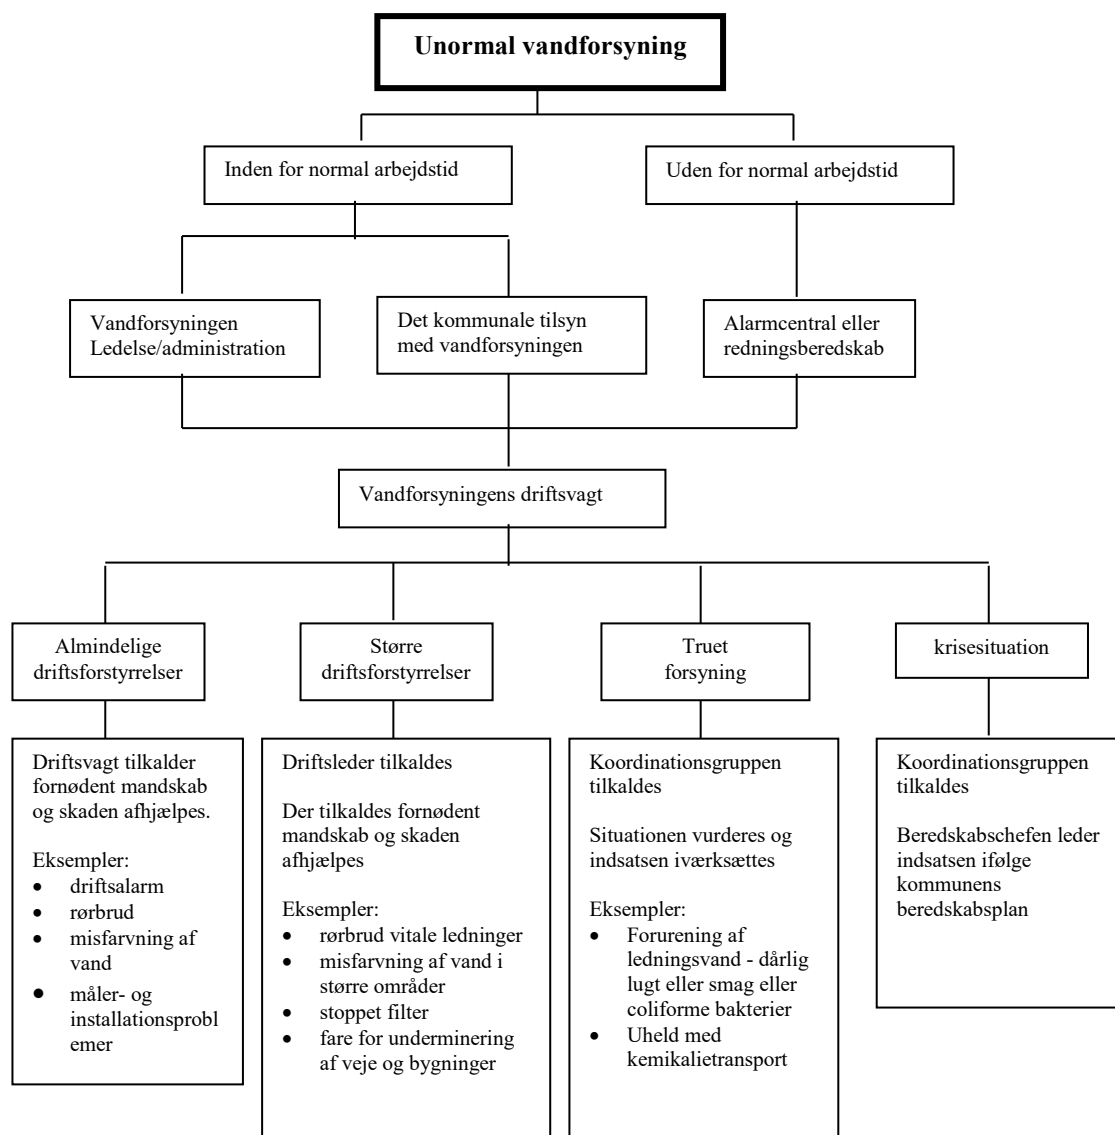 Unormal vandforsyning
Inden for normal arbejdstid
Uden for normal arbejdstid
Vandforsyningen
Ledelse/administration
Det kommunale tilsyn
med vandforsyningen
Alarmcentral eller
redningsberedskab
Vandforsyningens driftsvagt
Almindelige
driftsforstyrrelser
Større
driftsforstyrrelser
Truet
forsyning
krisesituation
Driftsvagt tilkalder
fornødent mandskab
og skaden afhjælpes.
Eksempler:
• driftsalarm
• rørbrud
• misfarvning af
vand
• måler- og
installationsprobl
emer
Driftsleder tilkaldes
Der tilkaldes fornødent
mandskab og skaden
afhjælpes
Eksempler:
• rørbrud vitale ledninger
• misfarvning af vand i
større områder
• stoppet filter
• fare for underminering
af veje og bygninger
Koordinationsgruppen
tilkaldes
Situationen vurderes og
indsatsen iværksættes
Eksempler:
• Forurening af
ledningsvand - dårlig
lugt eller smag eller
coliforme bakterier
• Uheld med
kemikalietransport
Koordinationsgruppen
tilkaldes
Beredskabschefen leder
indsatsen ifølge
kommunens
beredskabsplan